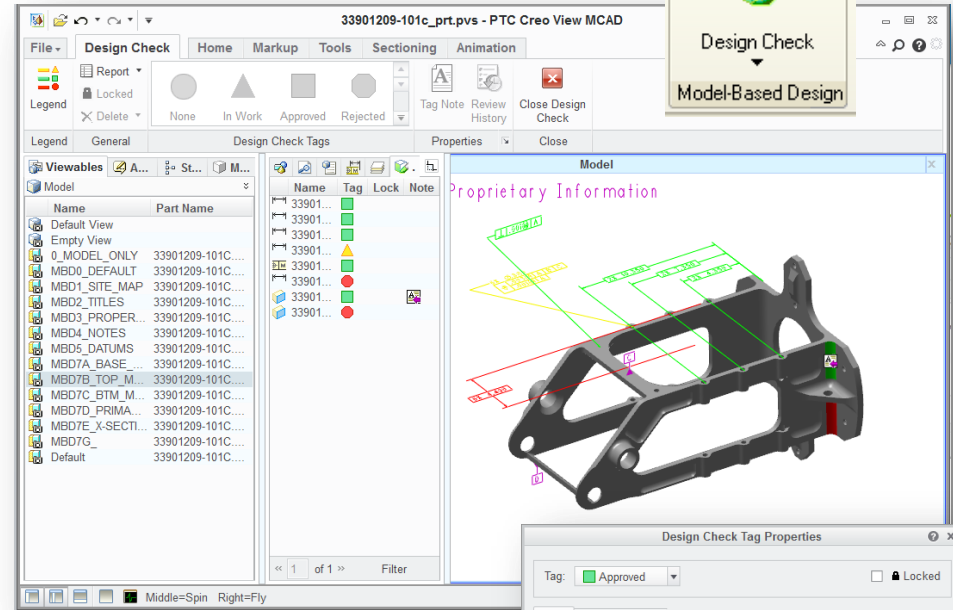 33901209-101c_prt.pvs - PTC Creo View MCAD
File Design Check Home Markup Tools Sectioning Animation
Design Check
Model-Based Design
Legend
Report
Locked
Delete
None In Work Approved Rejected
Tag Note Review History
Close Design Check
Legend General Design Check Tags Properties Close
Viewables A... St... M...
Model
Name Part Name
Default View
Empty View
0_MODEL_ONLY 33901209-101C....
MBD0_DEFAULT 33901209-101C....
MBD1_SITE_MAP 33901209-101C....
MBD2_TITLES 33901209-101C....
MBD3_PROPER... 33901209-101C....
MBD4_NOTES 33901209-101C....
MBD5_DATUMS 33901209-101C....
MBD7A_BASE_... 33901209-101C....
MBD7B_TOP_M... 33901209-101C....
MBD7C_BTM_M... 33901209-101C....
MBD7D_PRIMA... 33901209-101C....
MBD7E_X-SECTI... 33901209-101C....
MBD7G_ 33901209-101C....
Default 33901209-101C....
Name Tag Lock Note
33901...
33901...
33901...
33901...
33901...
33901...
33901...
33901...
« 1 of 1 » Filter
Model
Proprietary Information
C
D
Middle=Spin Right=Fly
Design Check Tag Properties
Tag: Approved Locked